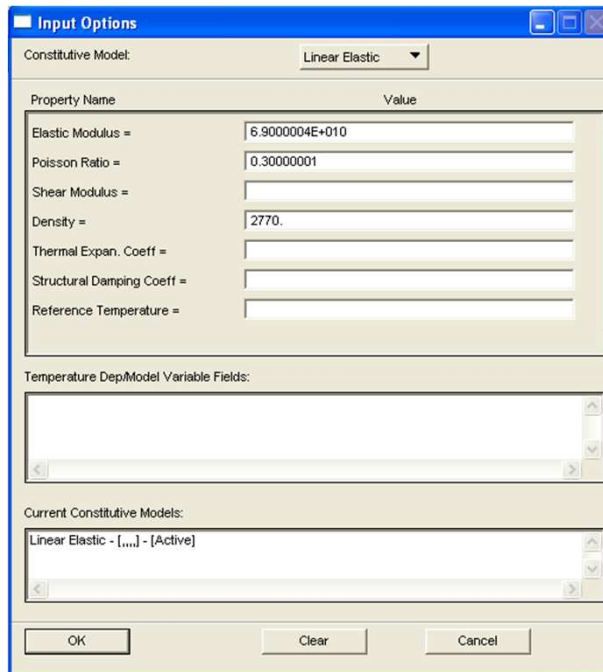 Input Options
Constitutive Model: Linear Elastic
Property Name Value
Elastic Modulus = 6.9000004E+010
Poisson Ratio = 0.30000001
Shear Modulus =
Density = 2770.
Thermal Expan. Coeff =
Structural Damping Coeff =
Reference Temperature =
Temperature Dep/Model Variable Fields:
Current Constitutive Models:
Linear Elastic - [,,,,] - [Active]
OK Clear Cancel